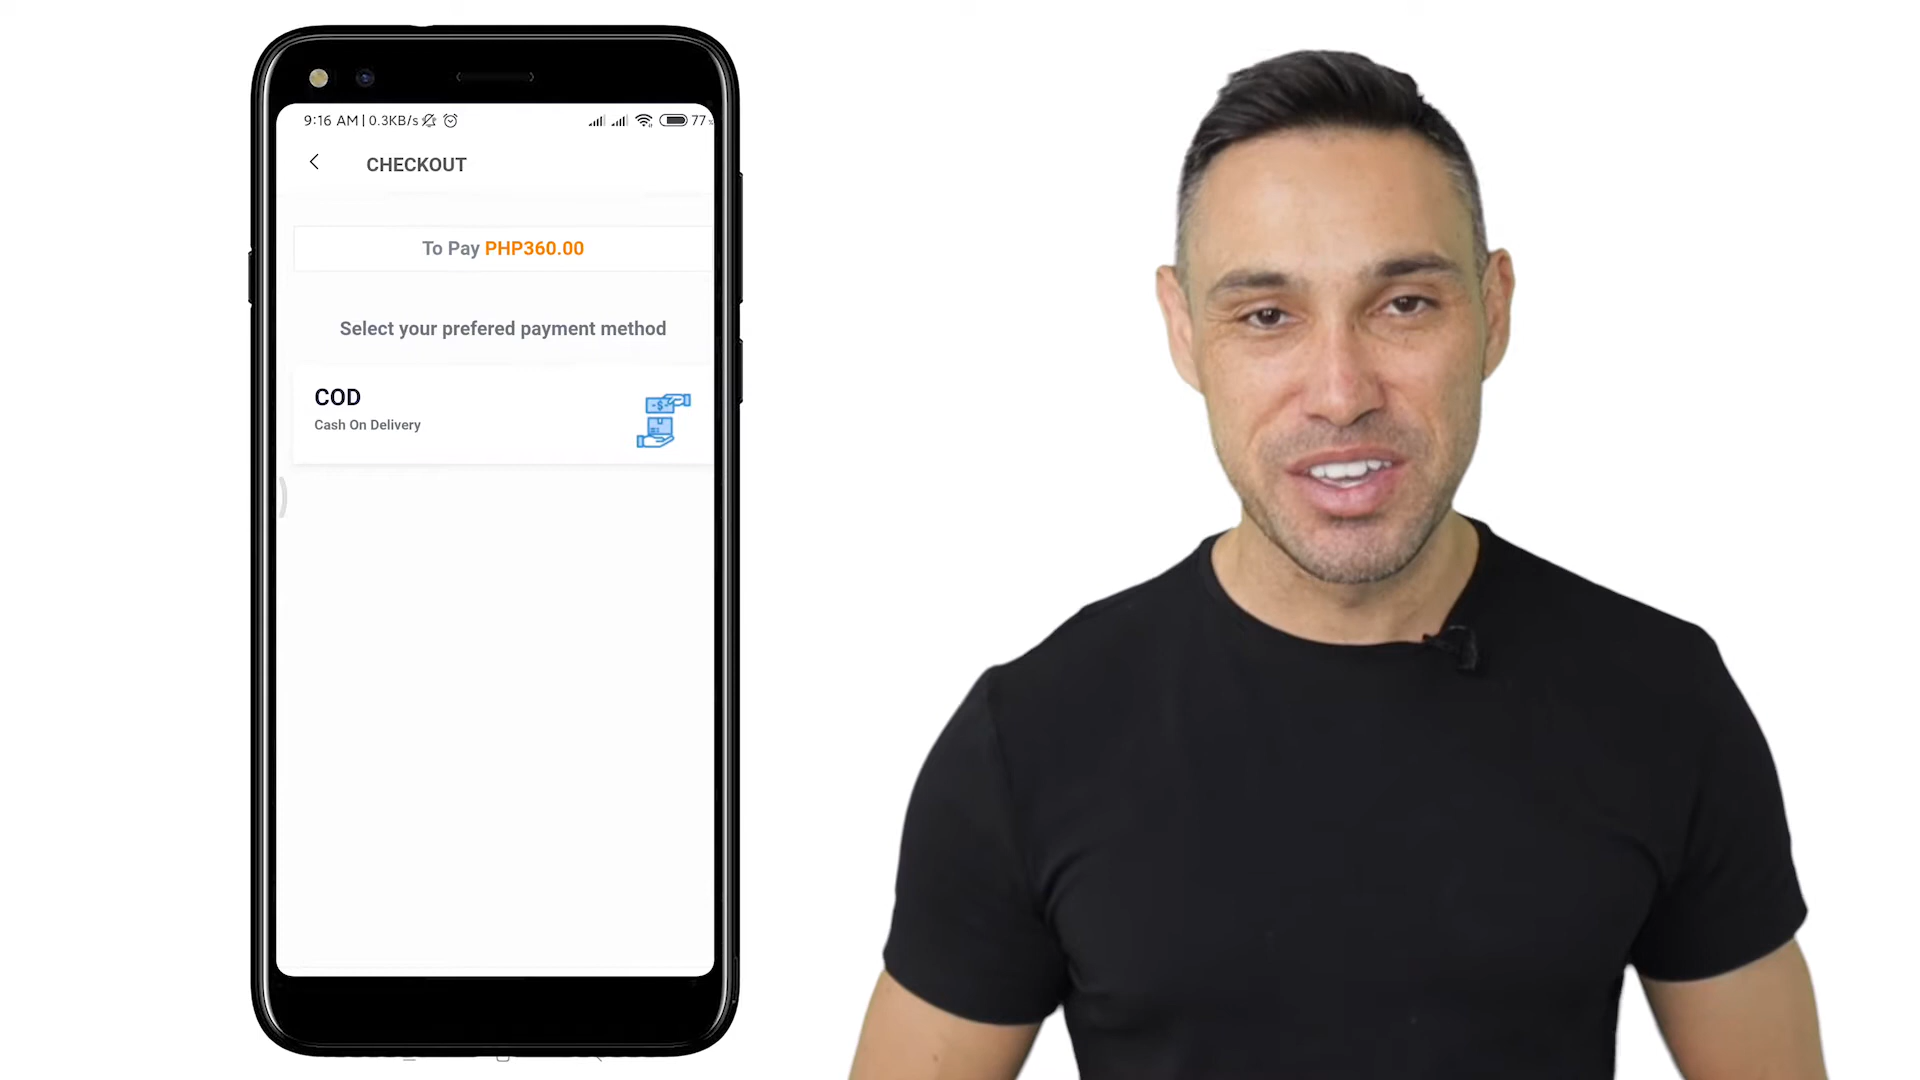 9:16 AM | 0.3KB/s 77
CHECKOUT
To Pay PHP360.00
Select your prefered payment method
COD
Cash On Delivery